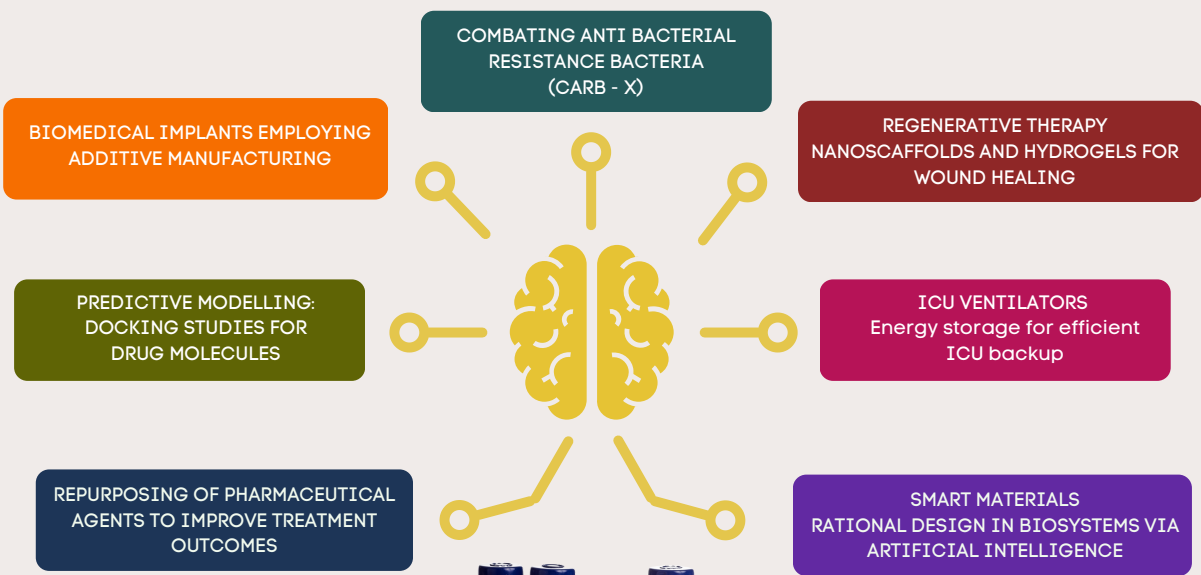 COMBATING ANTI BACTERIAL
RESISTANCE BACTERIA
(CARB - X)
BIOMEDICAL IMPLANTS EMPLOYING
ADDITIVE MANUFACTURING
REGENERATIVE THERAPY
NANOSCAFFOLDS AND HYDROGELS FOR
WOUND HEALING
PREDICTIVE MODELLING:
DOCKING STUDIES FOR
DRUG MOLECULES
ICU VENTILATORS
Energy storage for efficient
ICU backup
REPURPOSING OF PHARMACEUTICAL
AGENTS TO IMPROVE TREATMENT
OUTCOMES
SMART MATERIALS
RATIONAL DESIGN IN BIOSYSTEMS VIA
ARTIFICIAL INTELLIGENCE